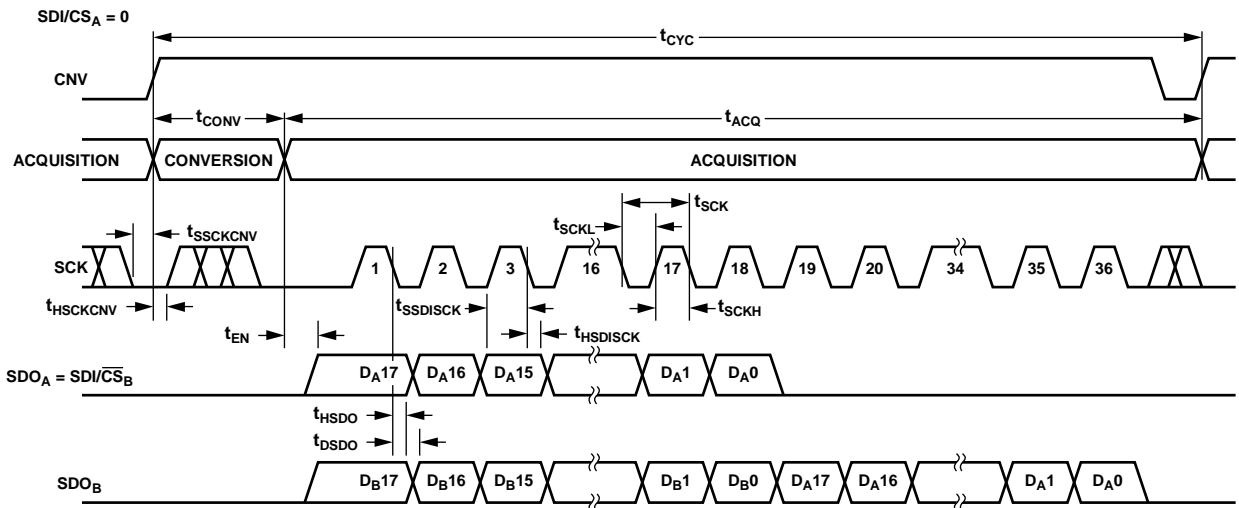 SDI/CSA = 0
tCYC
CNV
tCONV
tACQ
ACQUISITION CONVERSION ACQUISITION
tSCK
tSCKL
tSSCKCNV
SCK 1 2 3 16 17 18 19 20 34 35 36
tHSCKCNV
tSSDISCK
tSCKH
tEN
tHSDISCK
SDOA = SDI/CSB DA17 DA16 DA15 DA1 DA0
tHSDO
tDSDO
SDOB DB17 DB16 DB15 DB1 DB0 DA17 DA16 DA1 DA0